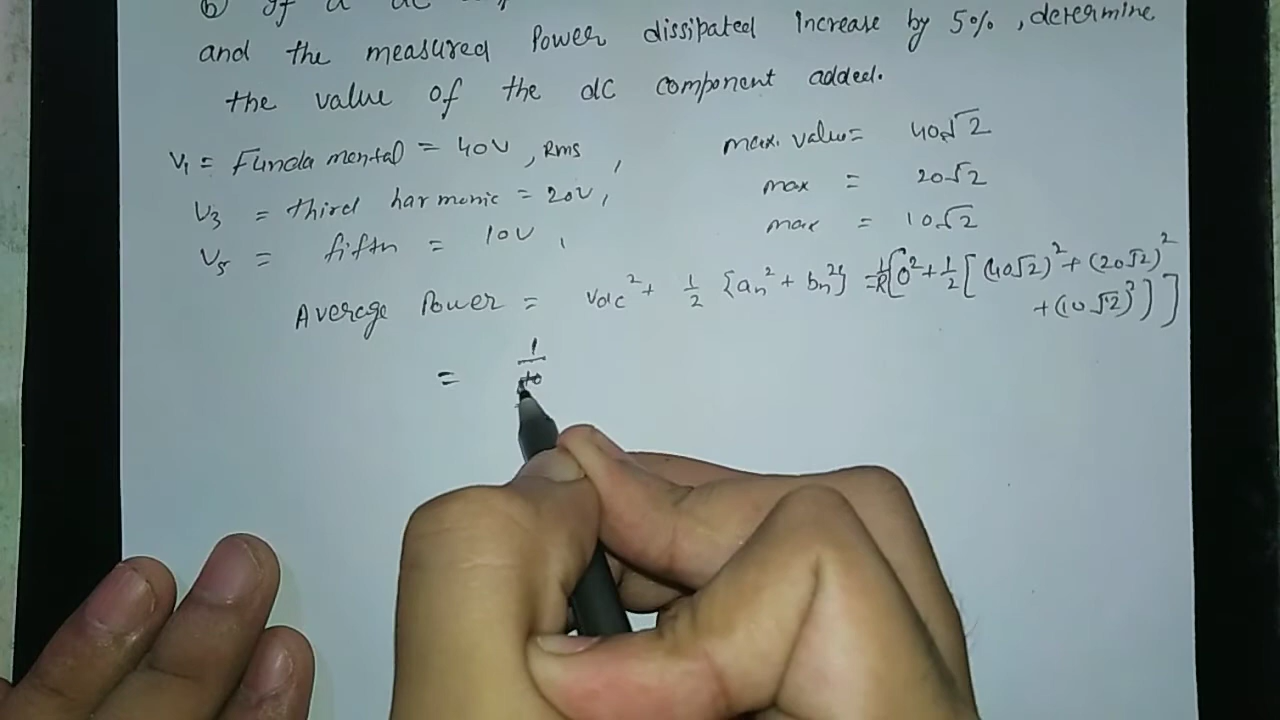 b) If a dc
and the measured Power dissipated Increase by 5%, determine
the value of the dc component added.
V1 = Fundamental = 40V, Rms, max. value = 40√2
V3 = third harmonic = 20V, max = 20√2
V5 = fifth = 10V, max = 10√2
Average Power = Vdc² + 1/2 {an² + bn²} = 1/R [0² + 1/2 [(40√2)² + (20√2)²
+ (10√2)²]]
= 1